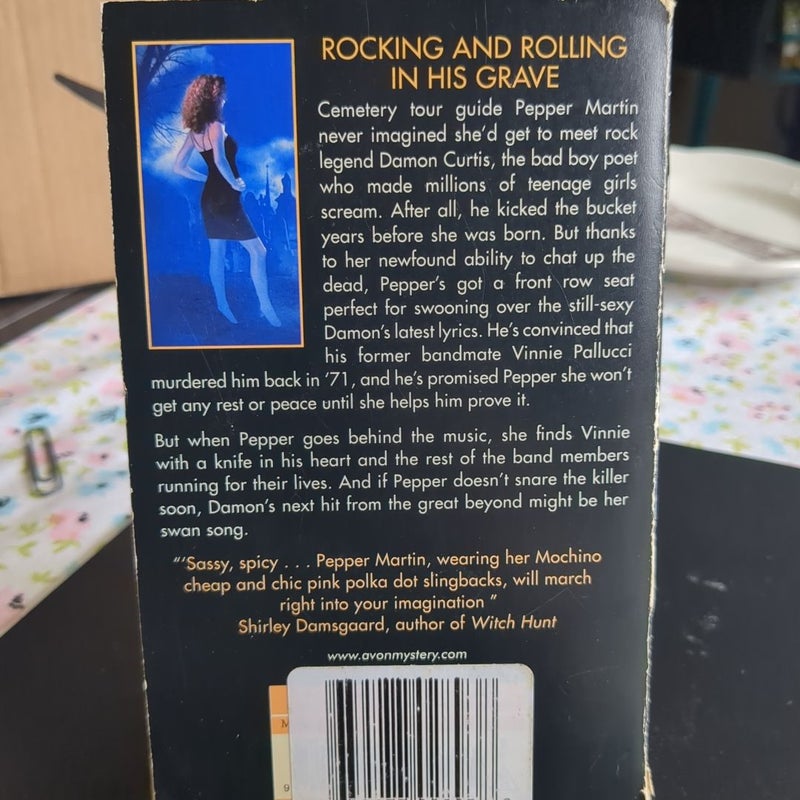 ROCKING AND ROLLING
IN HIS GRAVE
Cemetery tour guide Pepper Martin
never imagined she'd get to meet rock
legend Damon Curtis, the bad boy poet
who made millions of teenage girls
scream. After all, he kicked the bucket
years before she was born. But thanks
to her newfound ability to chat up the
dead, Pepper's got a front row seat
perfect for swooning over the still-sexy
Damon's latest lyrics. He's convinced that
his former bandmate Vinnie Pallucci
murdered him back in '71, and he's promised Pepper she won't
get any rest or peace until she helps him prove it.
But when Pepper goes behind the music, she finds Vinnie
with a knife in his heart and the rest of the band members
running for their lives. And if Pepper doesn't snare the killer
soon, Damon's next hit from the great beyond might be her
swan song.
"'Sassy, spicy . . . Pepper Martin, wearing her Mochino
cheap and chic pink polka dot slingbacks, will march
right into your imagination "
Shirley Damsgaard, author of Witch Hunt
www.avonmystery.com
M
9